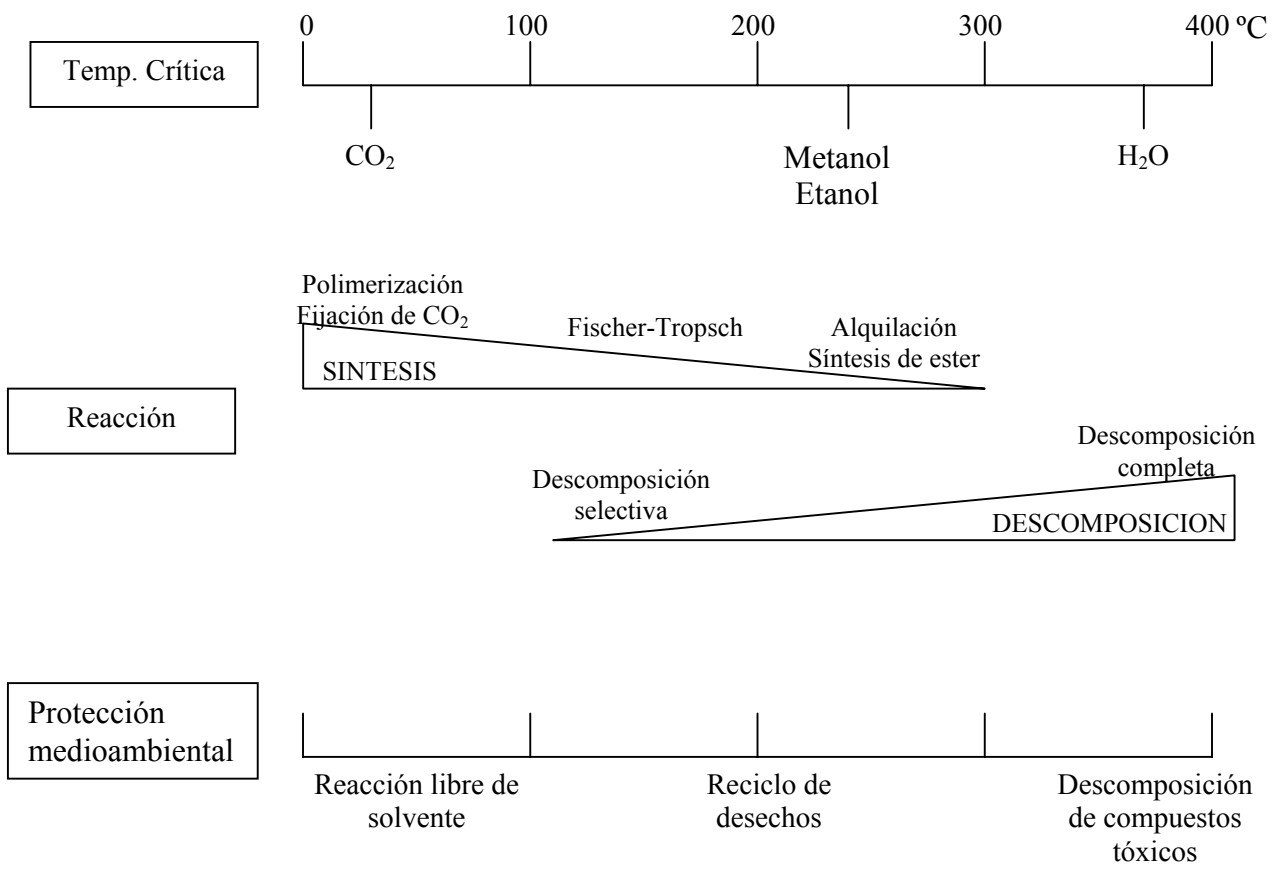 0 100 200 300 400 ºC
Temp. Crítica
CO₂
Metanol
Etanol
H₂O
Polimerización
Fijación de CO₂
Fischer-Tropsch
Alquilación
Síntesis de ester
SINTESIS
Reacción
Descomposición
selectiva
Descomposición
completa
DESCOMPOSICION
Protección
medioambiental
Reacción libre de
solvente
Reciclo de
desechos
Descomposición
de compuestos
tóxicos